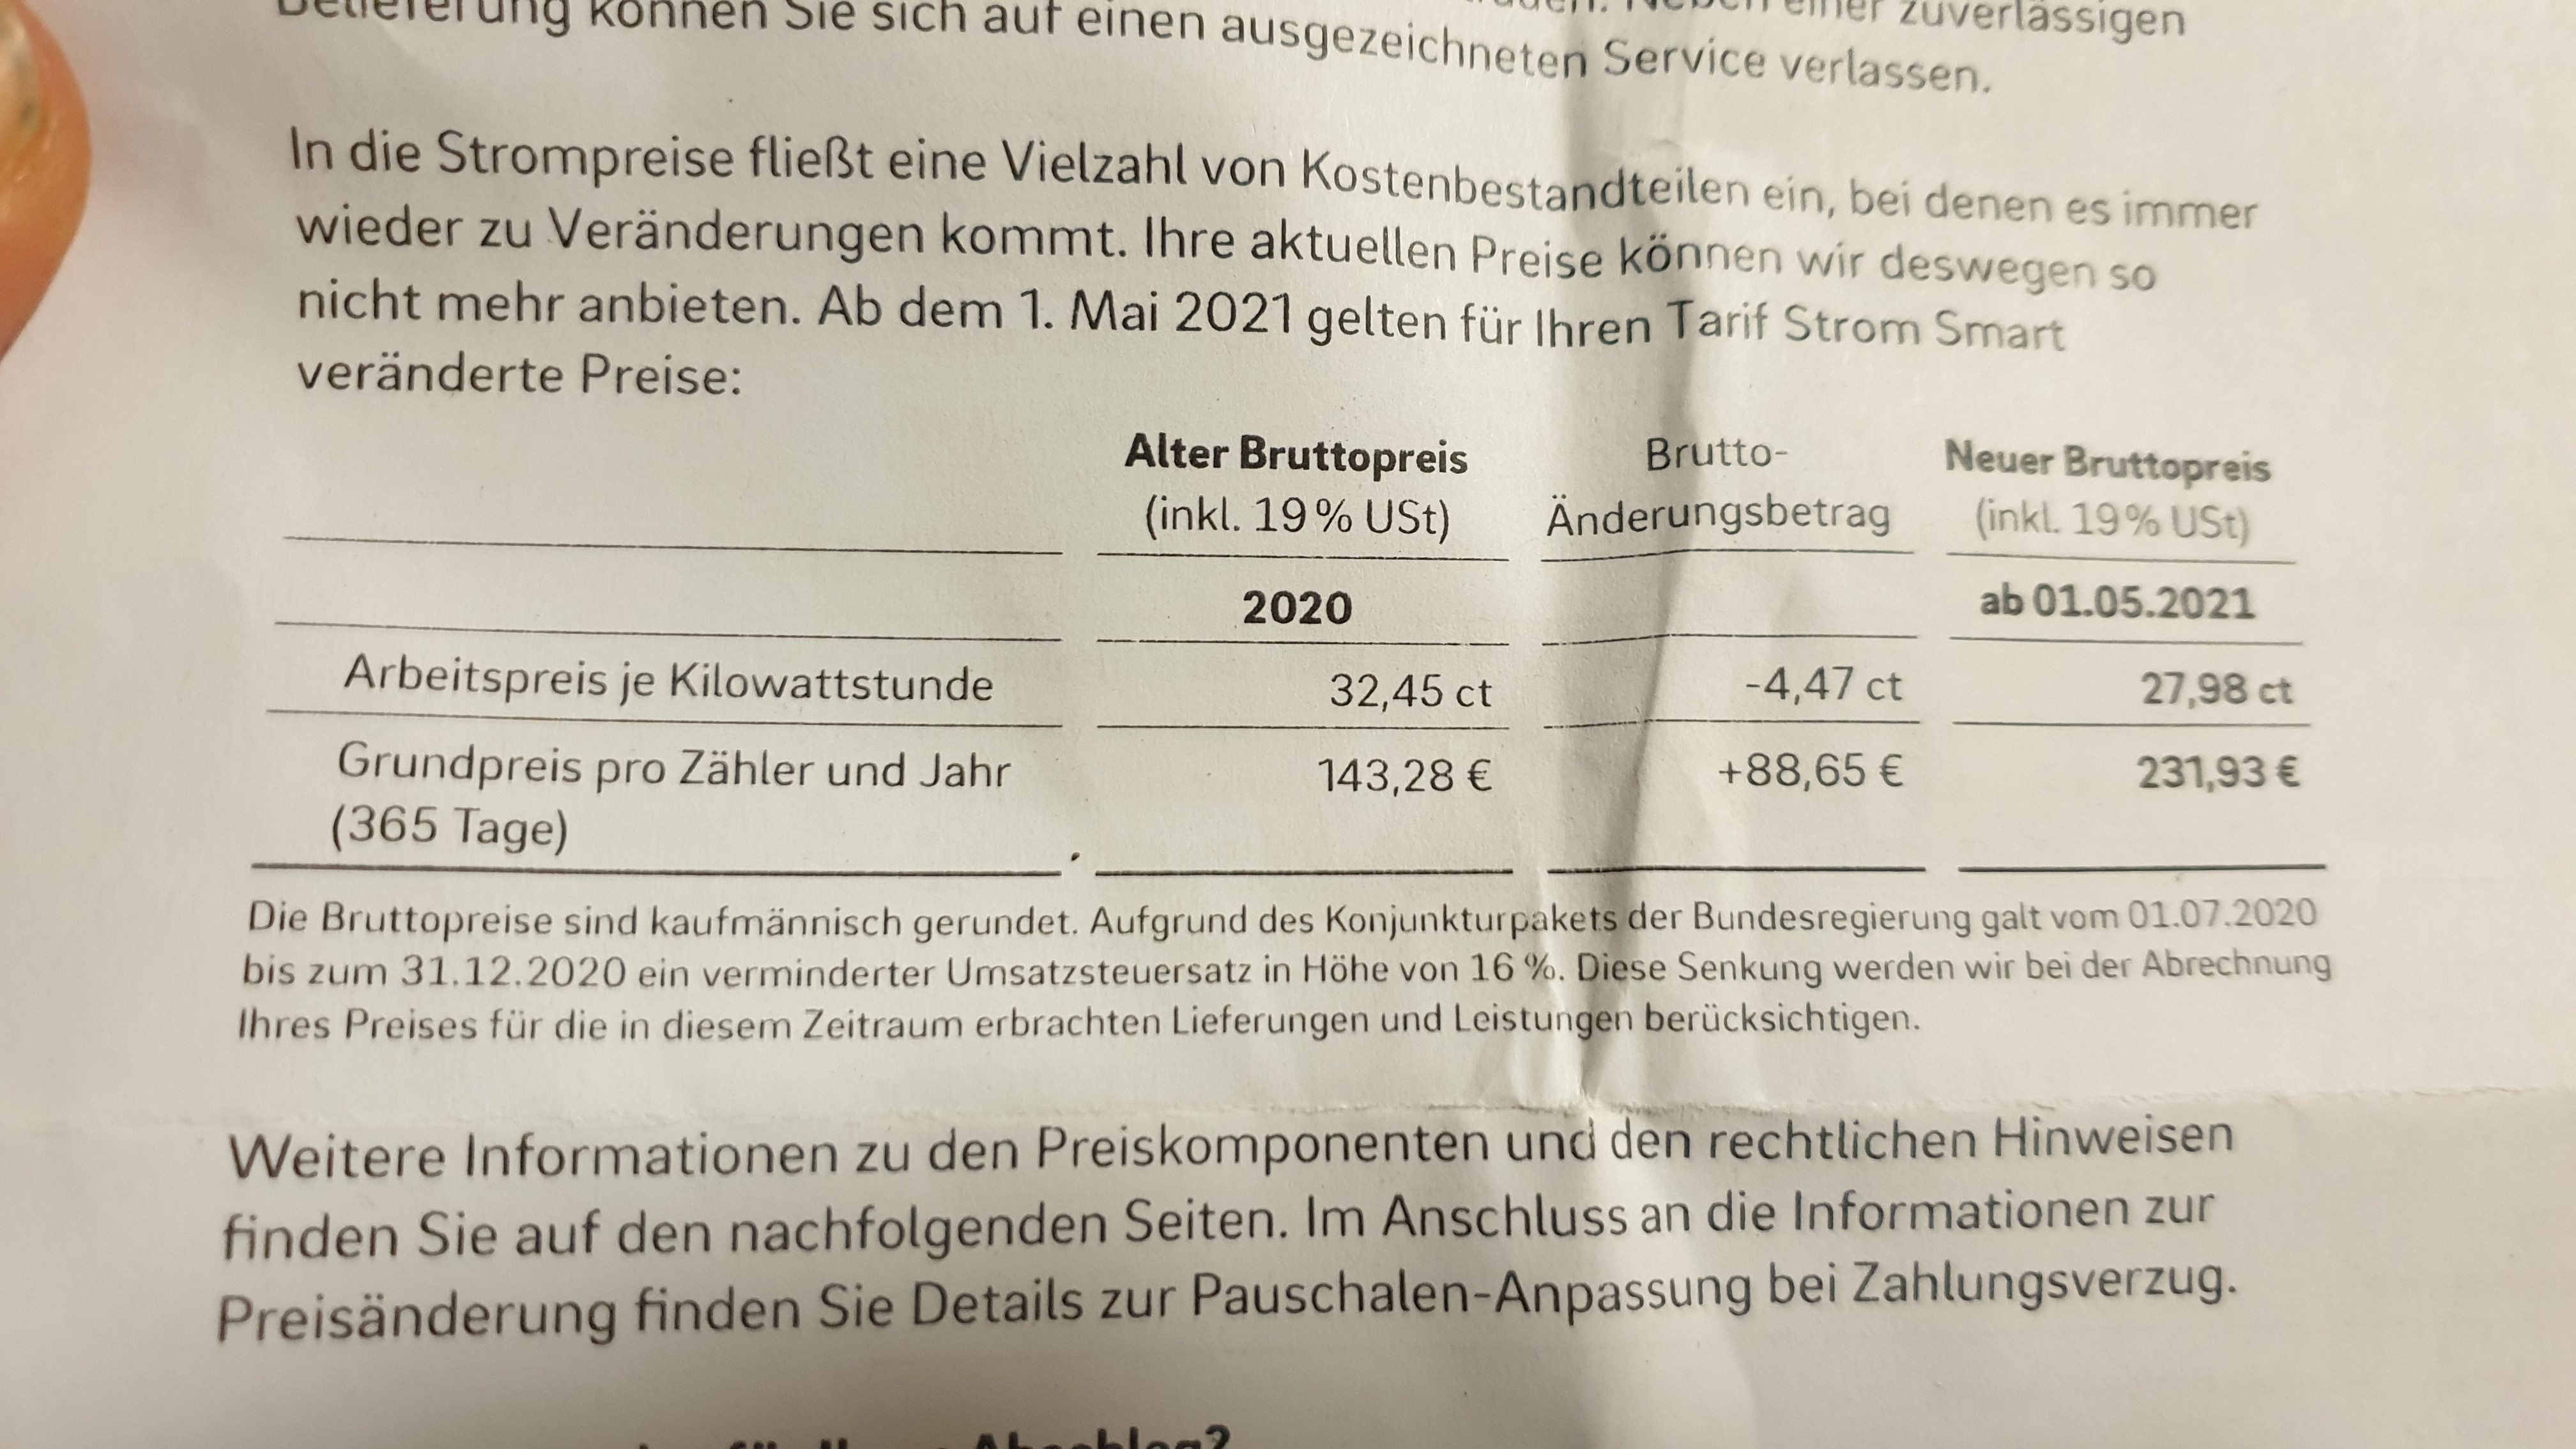 Belieferung können Sie sich auf einen ausgezeichneten Service verlassen.
Neben einer zuverlässigen
In die Strompreise fließt eine Vielzahl von Kostenbestandteilen ein, bei denen es immer
wieder zu Veränderungen kommt. Ihre aktuellen Preise können wir deswegen so
nicht mehr anbieten. Ab dem 1. Mai 2021 gelten für Ihren Tarif Strom Smart
veränderte Preise:
Alter Bruttopreis Brutto- Neuer Bruttopreis
(inkl. 19 % USt) Änderungsbetrag (inkl. 19 % USt)
2020 ab 01.05.2021
Arbeitspreis je Kilowattstunde 32,45 ct -4,47 ct 27,98 ct
Grundpreis pro Zähler und Jahr 143,28 € +88,65 € 231,93 €
(365 Tage)
Die Bruttopreise sind kaufmännisch gerundet. Aufgrund des Konjunkturpakets der Bundesregierung galt vom 01.07.2020
bis zum 31.12.2020 ein verminderter Umsatzsteuersatz in Höhe von 16 %. Diese Senkung werden wir bei der Abrechnung
Ihres Preises für die in diesem Zeitraum erbrachten Lieferungen und Leistungen berücksichtigen.
Weitere Informationen zu den Preiskomponenten und den rechtlichen Hinweisen
finden Sie auf den nachfolgenden Seiten. Im Anschluss an die Informationen zur
Preisänderung finden Sie Details zur Pauschalen-Anpassung bei Zahlungsverzug.
Abschlag?